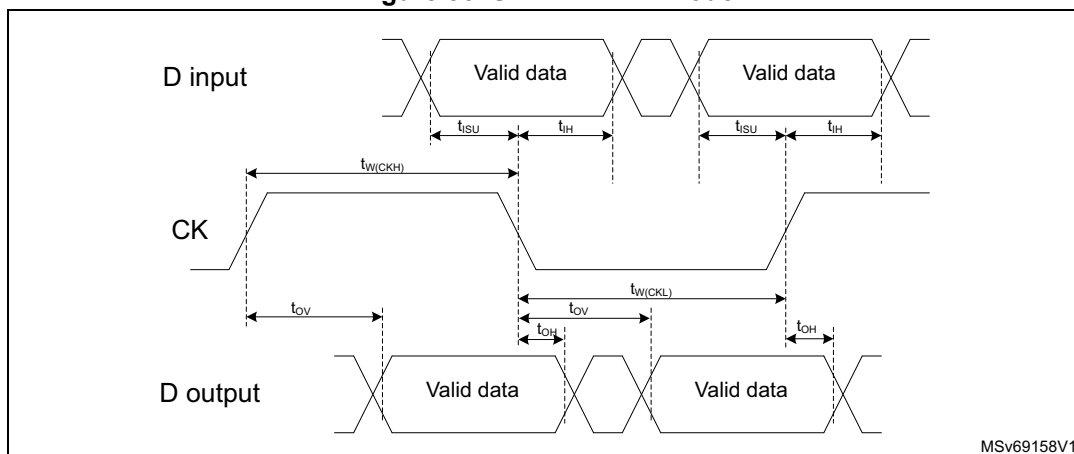 D input
Valid data
Valid data
tISU
tIH
tISU
tIH
tW(CKH)
CK
tW(CKL)
tOV
tOV
tOH
tOH
D output
Valid data
Valid data
MSv69158V1